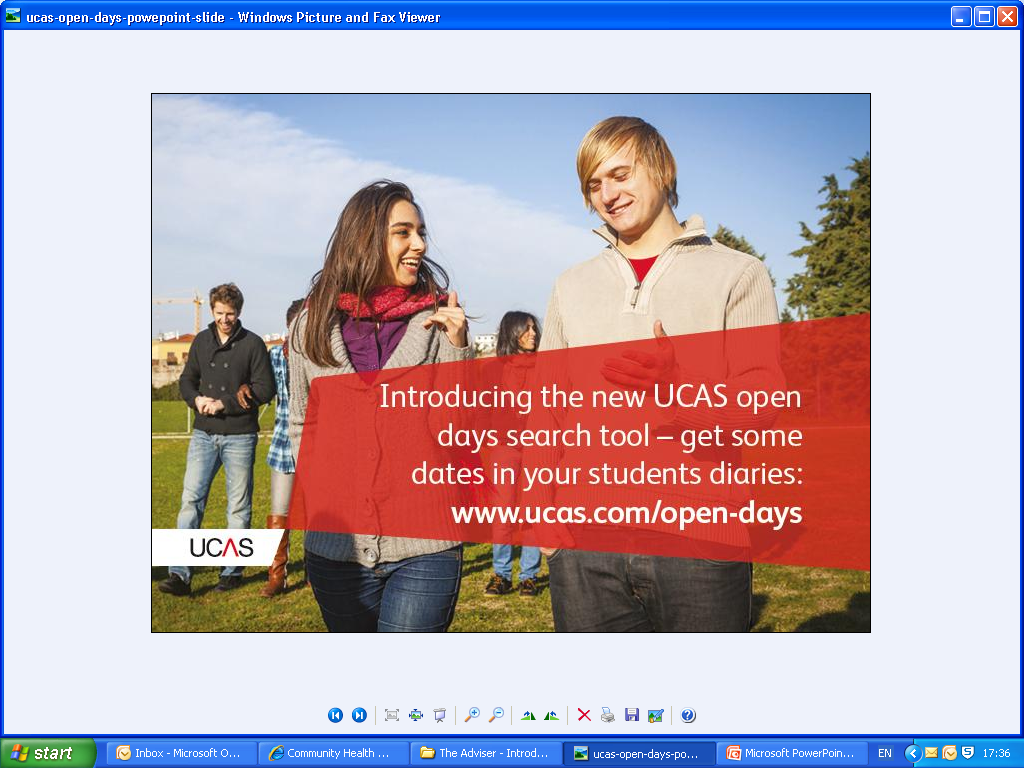 ucas-open-days-powepoint-slide - Windows Picture and Fax Viewer
Introducing the new UCAS open
days search tool – get some
dates in your students diaries:
www.ucas.com/open-days
UCAS
start
Inbox - Microsoft O...
Community Health ...
The Adviser - Introd...
ucas-open-days-po...
Microsoft PowerPoin...
EN
17:36